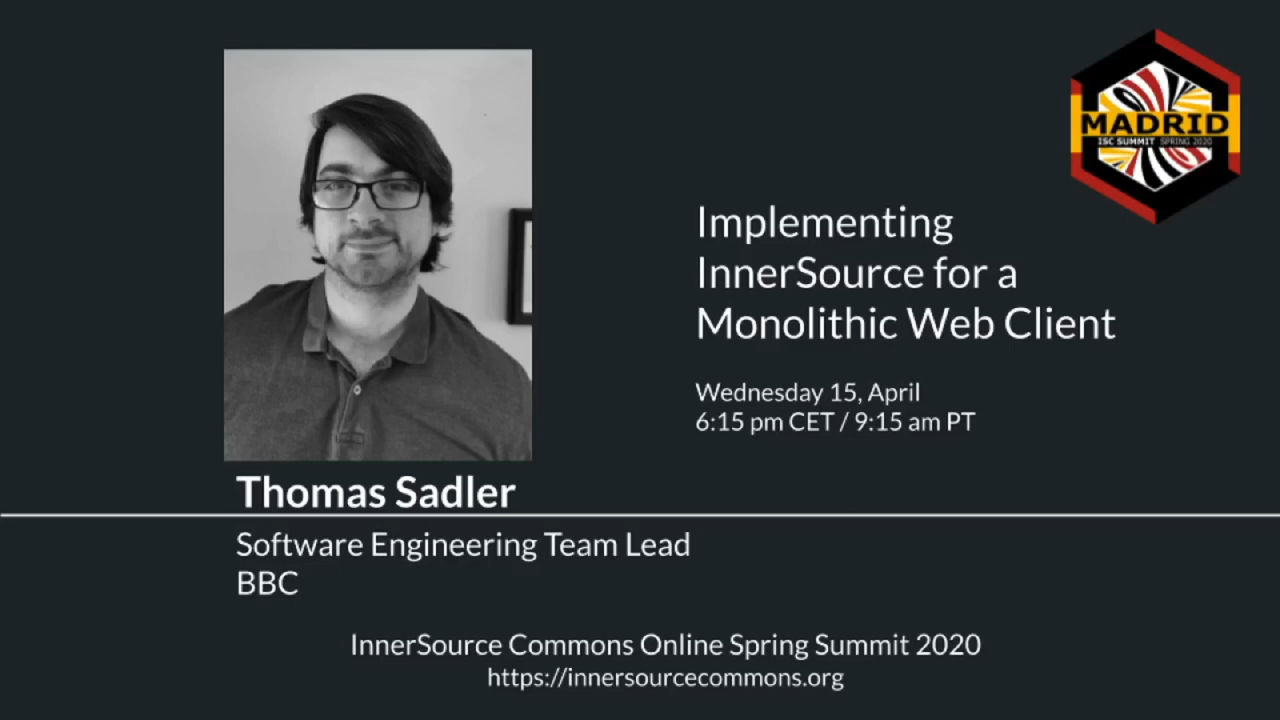 MADRID
ISC SUMMIT SPRING 2020
Implementing
InnerSource for a
Monolithic Web Client
Wednesday 15, April
6:15 pm CET / 9:15 am PT
Thomas Sadler
Software Engineering Team Lead
BBC
InnerSource Commons Online Spring Summit 2020
https://innersourcecommons.org